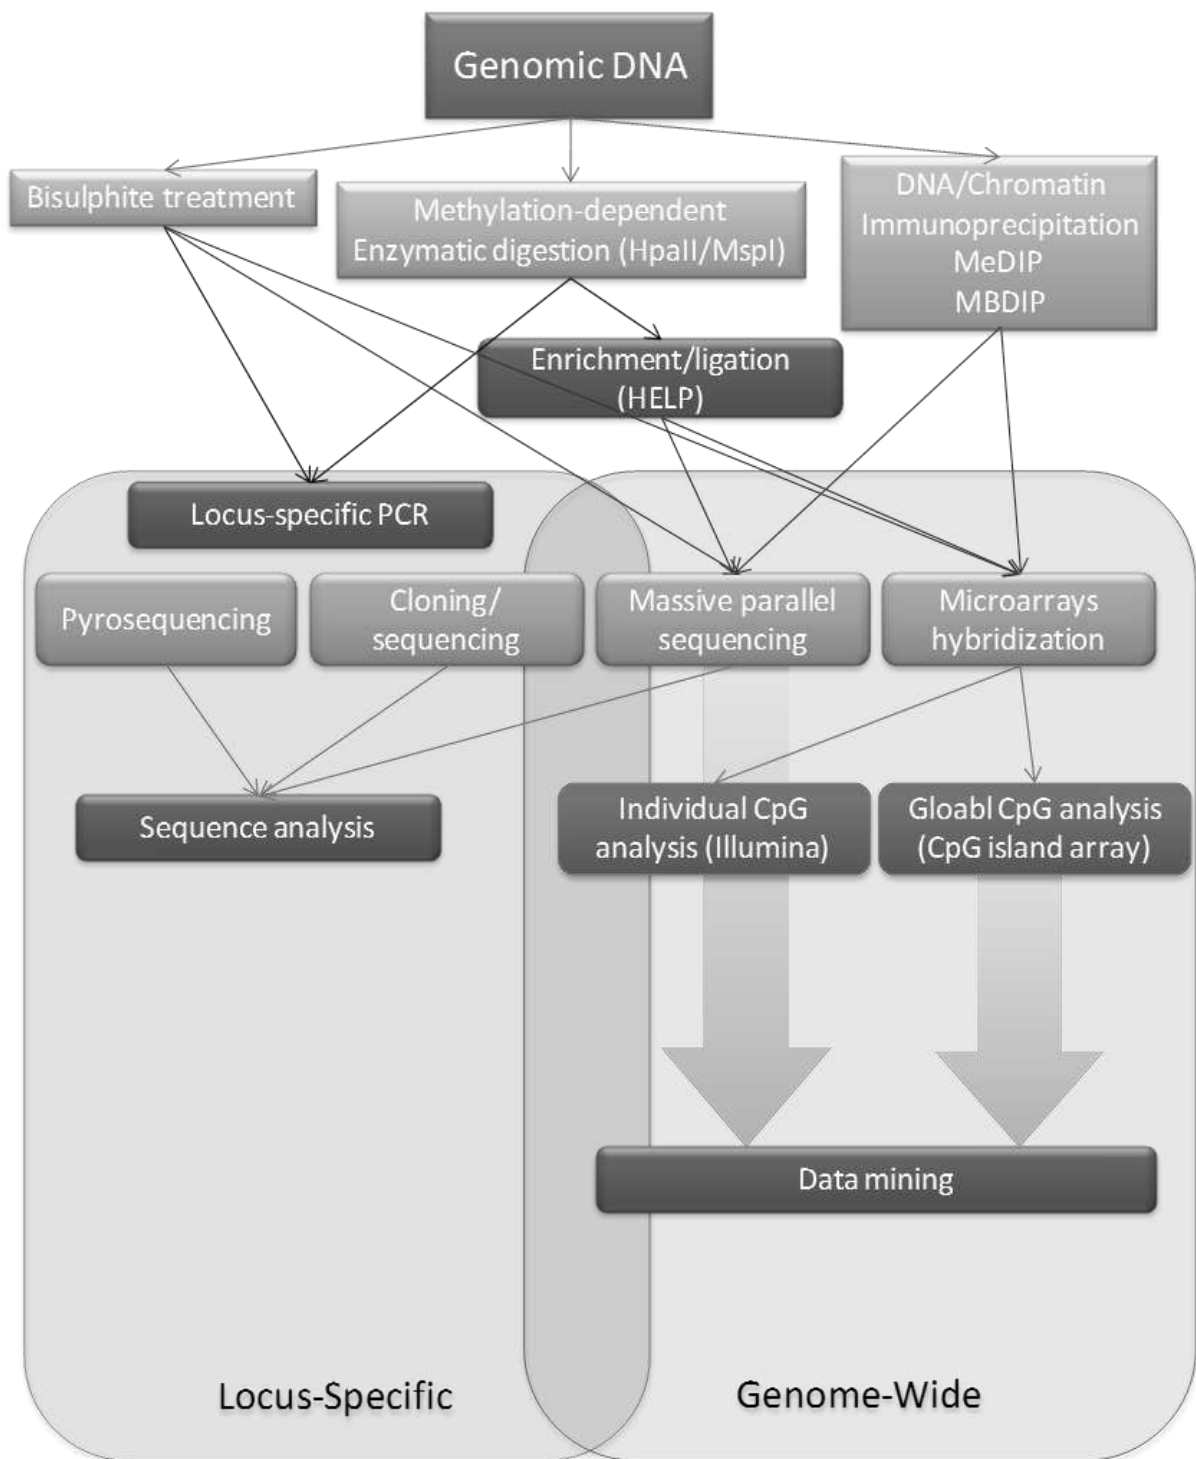 Genomic DNA
Bisulphite treatment
Methylation-dependent
Enzymatic digestion (HpaII/MspI)
DNA/Chromatin
Immunoprecipitation
MeDIP
MBDIP
Enrichment/ligation
(HELP)
Locus-specific PCR
Pyrosequencing
Cloning/
sequencing
Massive parallel
sequencing
Microarrays
hybridization
Sequence analysis
Individual CpG
analysis (Illumina)
Gloabl CpG analysis
(CpG island array)
Data mining
Locus-Specific
Genome-Wide